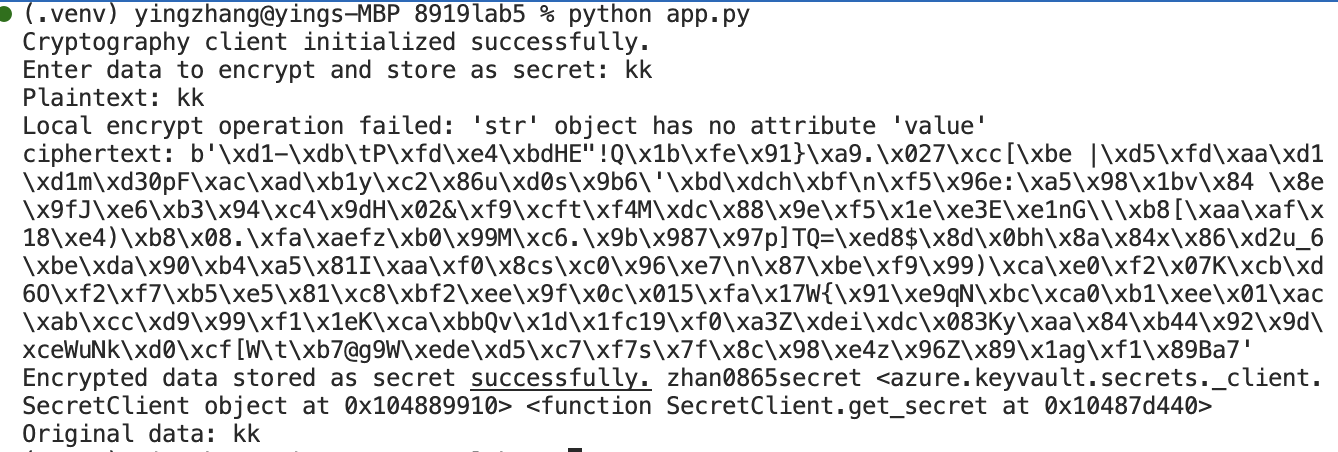 (.venv) yingzhang@yings-MBP 8919lab5 % python app.py
Cryptography client initialized successfully.
Enter data to encrypt and store as secret: kk
Plaintext: kk
Local encrypt operation failed: 'str' object has no attribute 'value'
ciphertext: b'\xd1-\xdb\tP\xfd\xe4\xbdHE"!Q\x1b\xfe\x91}\xa9.\x027\xcc[\xbe |\xd5\xfd\xaa\xd1
\xd1m\xd30pF\xac\xad\xb1y\xc2\x86u\xd0s\x9b6\'\xbd\xdch\xbf\n\xf5\x96e:\xa5\x98\x1bv\x84 \x8e
\x9fJ\xe6\xb3\x94\xc4\x9dH\x02&\xf9\xcft\xf4M\xdc\x88\x9e\xf5\x1e\xe3E\xe1nG\\\xb8[\xaa\xaf\x
18\xe4)\xb8\x08.\xfa\xaefz\xb0\x99M\xc6.\x9b\x987\x97p]TQ=\xed8$\x8d\x0bh\x8a\x84x\x86\xd2u_6
\xbe\xda\x90\xb4\xa5\x81I\xaa\xf0\x8cs\xc0\x96\xe7\n\x87\xbe\xf9\x99)\xca\xe0\xf2\x07K\xcb\xd
6O\xf2\xf7\xb5\xe5\x81\xc8\xbf2\xee\x9f\x0c\x015\xfa\x17W{\x91\xe9qN\xbc\xca0\xb1\xee\x01\xac
\xab\xcc\xd9\x99\xf1\x1eK\xca\xbbQv\x1d\x1fc19\xf0\xa3Z\xdei\xdc\x083Ky\xaa\x84\xb44\x92\x9d\
xceWuNk\xd0\xcf[W\t\xb7@g9W\xede\xd5\xc7\xf7s\x7f\x8c\x98\xe4z\x96Z\x89\x1ag\xf1\x89Ba7'
Encrypted data stored as secret successfully. zhan0865secret <azure.keyvault.secrets._client.
SecretClient object at 0x104889910> <function SecretClient.get_secret at 0x10487d440>
Original data: kk